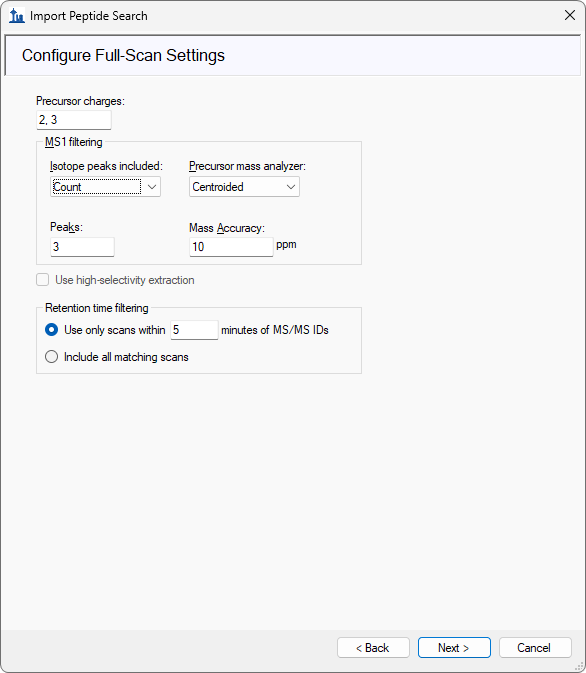 Import Peptide Search
Configure Full-Scan Settings
Precursor charges:
2, 3
MS1 filtering
Isotope peaks included: Precursor mass analyzer:
Count Centroided
Peaks: Mass Accuracy:
3 10 ppm
Use high-selectivity extraction
Retention time filtering
Use only scans within 5 minutes of MS/MS IDs
Include all matching scans
< Back Next > Cancel